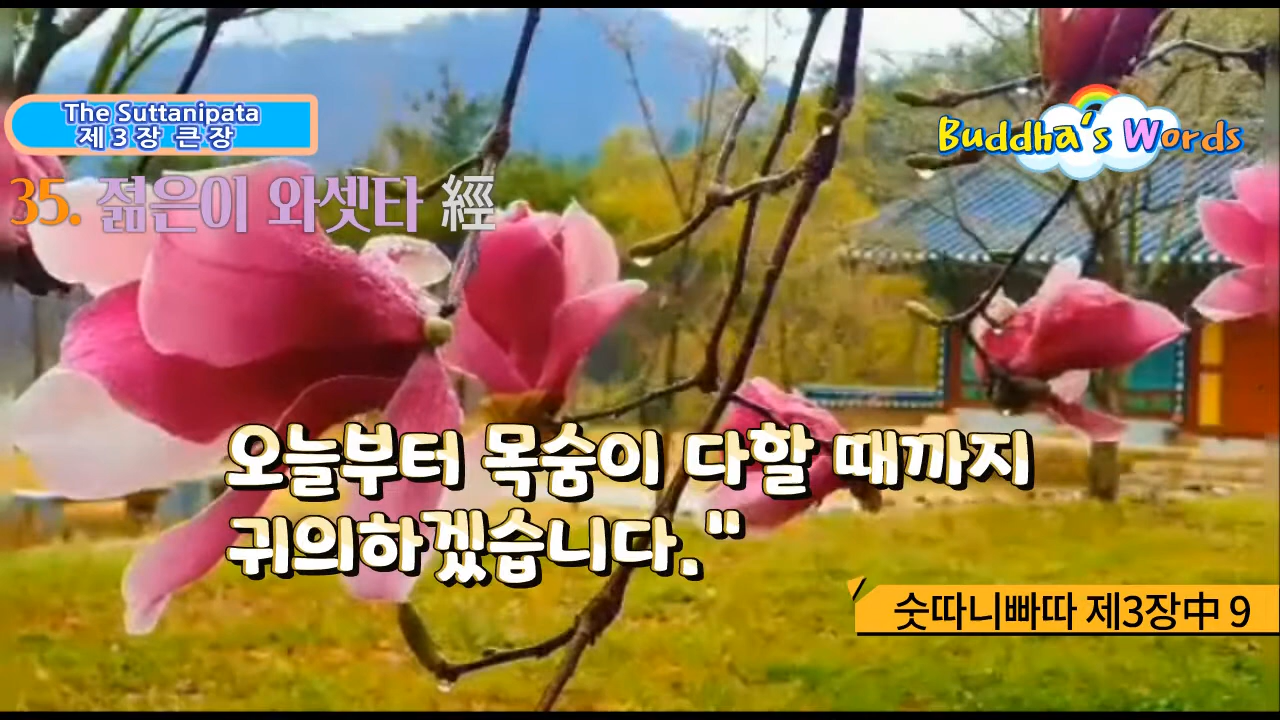 The Suttanipata
제 3 장 큰 장
Buddha's Words
35. 젊은이 와셋타 經
오늘부터 목숨이 다할 때까지
귀의하겠습니다."
숫따니빠따 제3장中 9